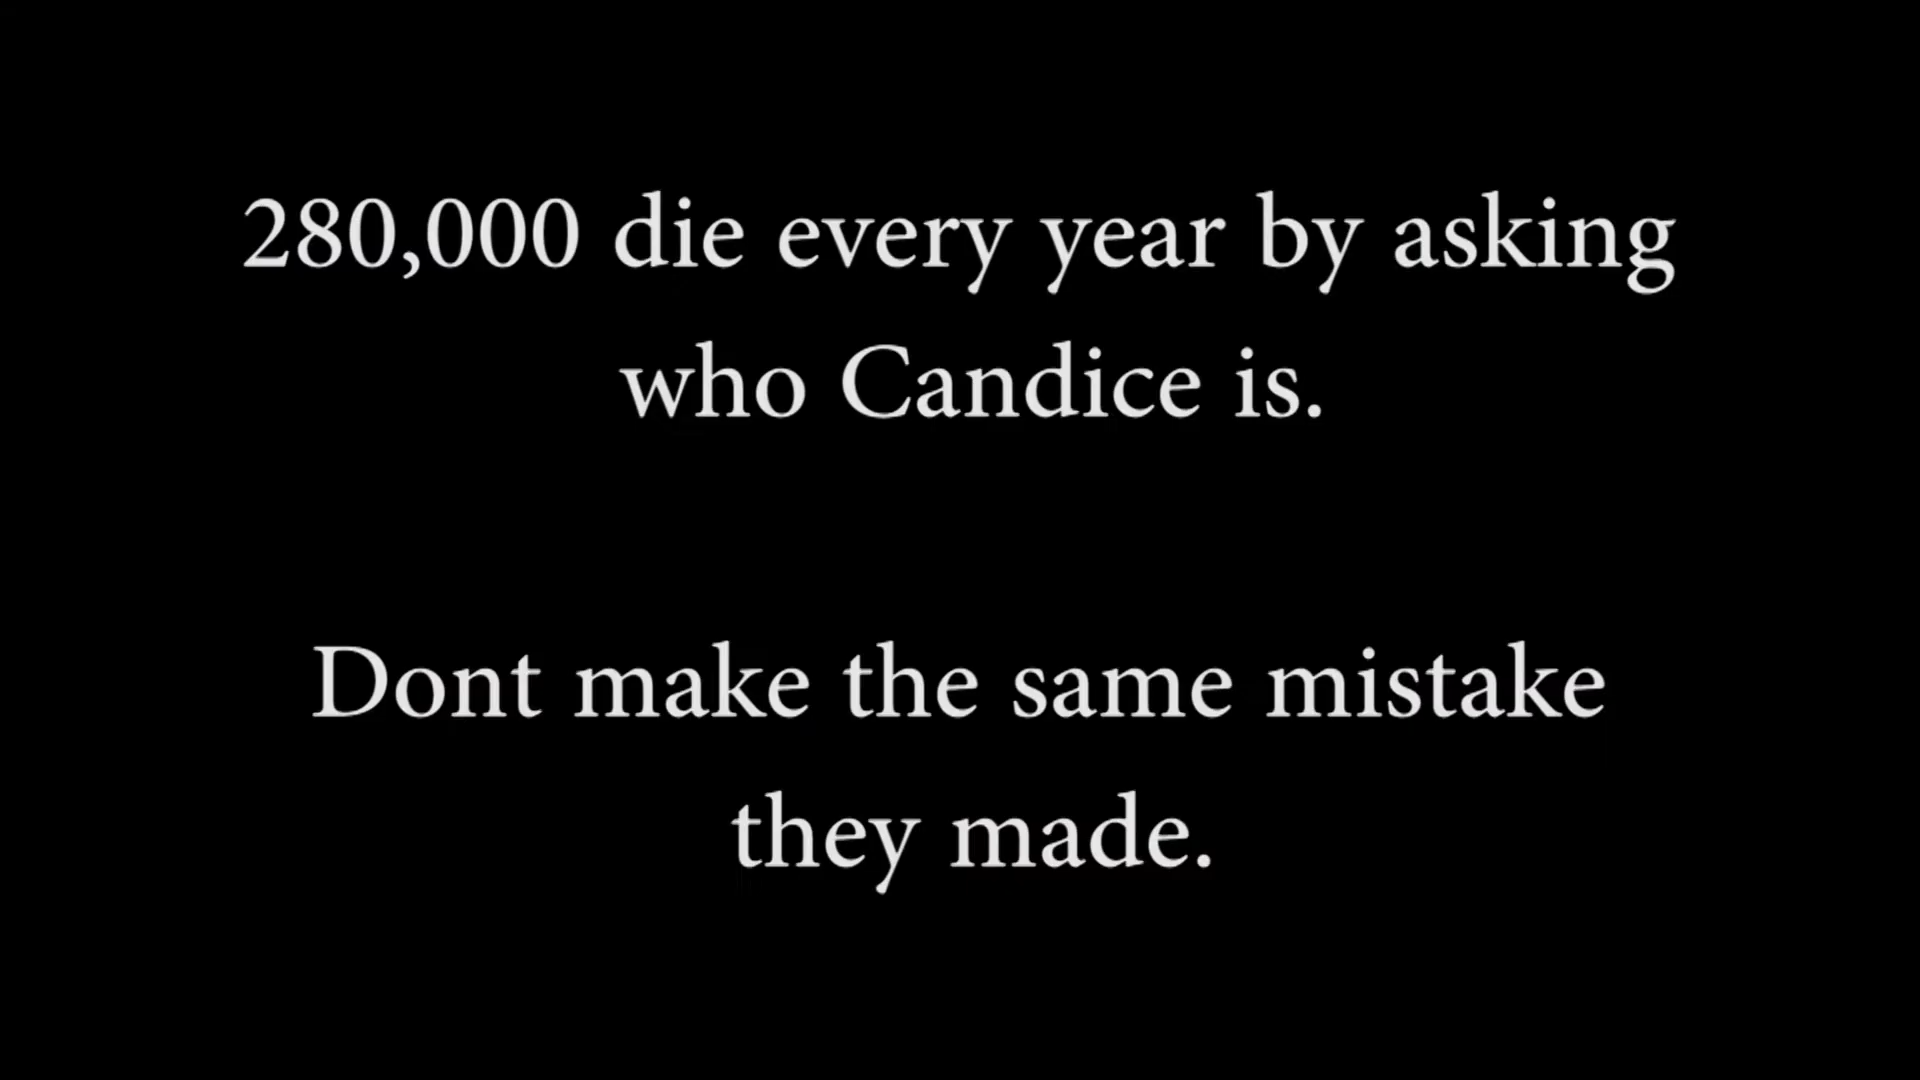 280,000 die every year by asking
who Candice is.
Dont make the same mistake
they made.